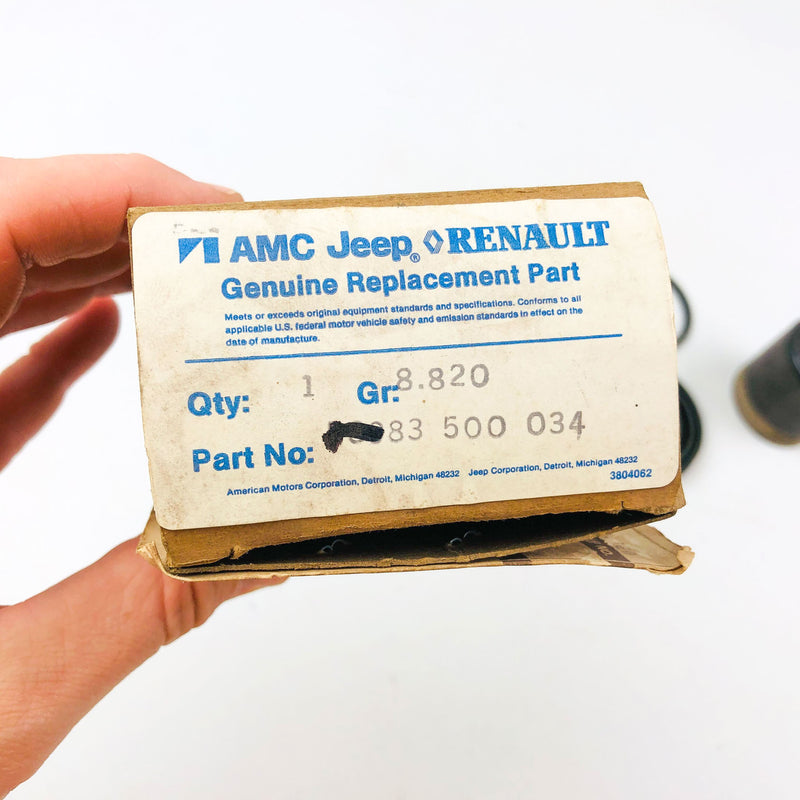 AMC Jeep® RENAULT
Genuine Replacement Part
Meets or exceeds original equipment standards and specifications. Conforms to all
applicable U.S. federal motor vehicle safety and emission standards in effect on the
date of manufacture.
Qty: 1 Gr: 8.820
Part No: 83 500 034
American Motors Corporation, Detroit, Michigan 48232 Jeep Corporation, Detroit, Michigan 48232
3804062